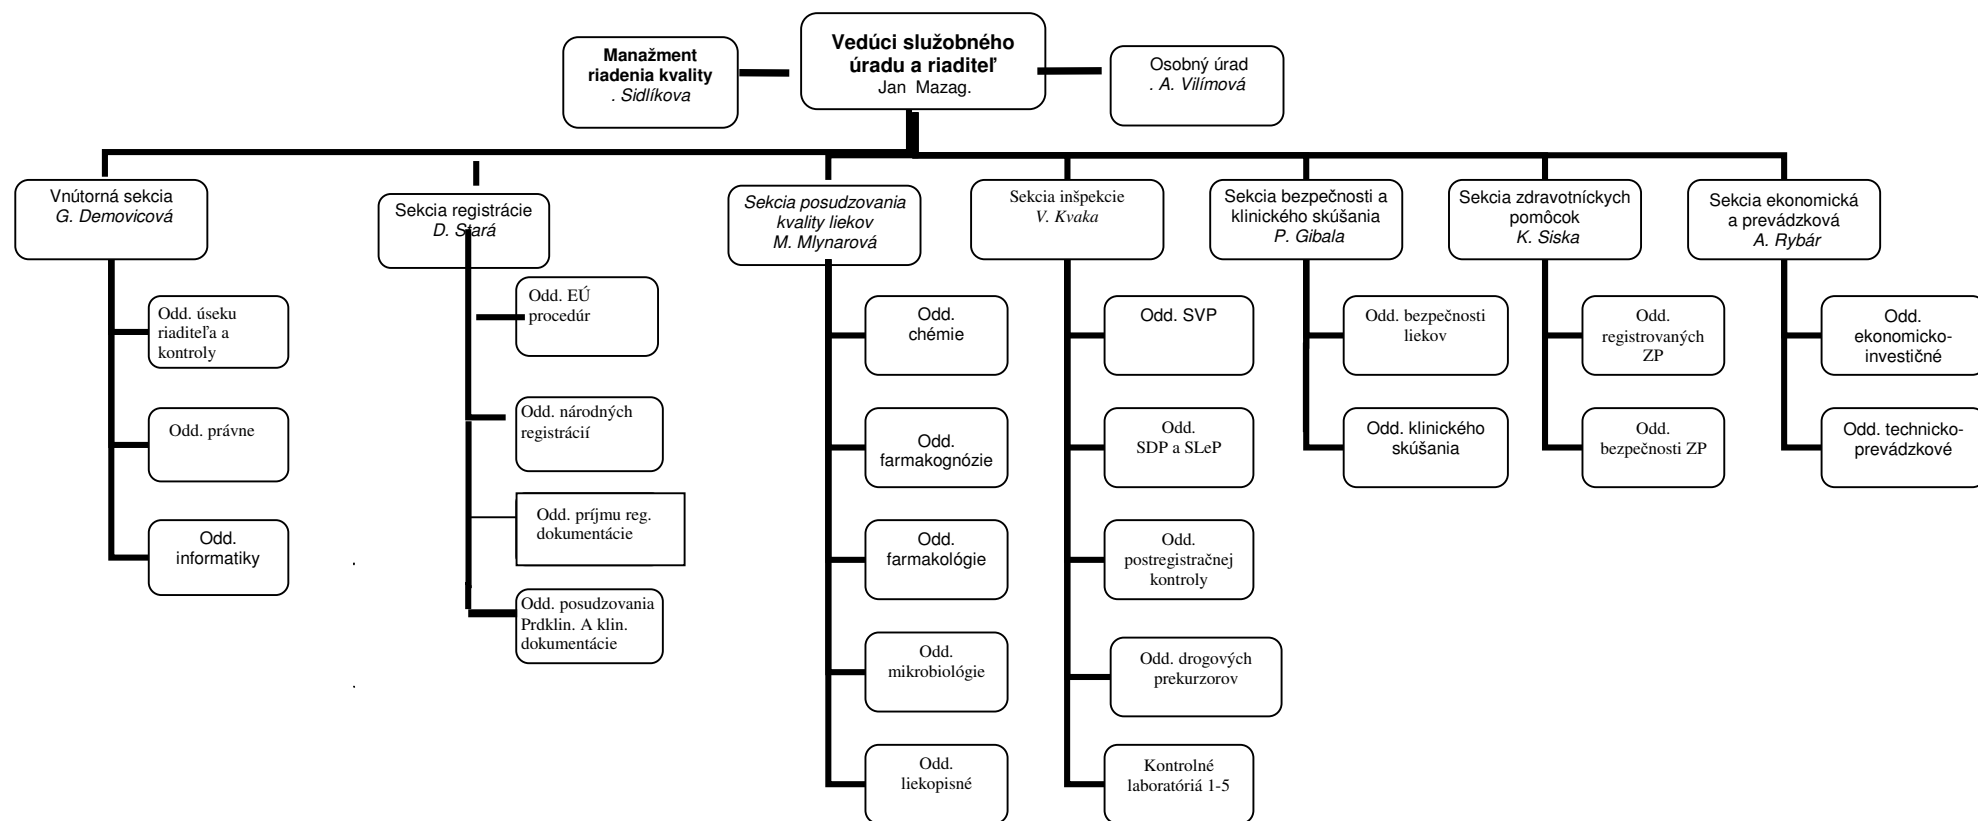 Manažment
riadenia kvality
. Sidlíkova
Vedúci služobného
úradu a riaditeľ
Jan Mazag.
Osobný úrad
. A. Vilímová
Vnútorná sekcia
G. Demovicová
Sekcia registrácie
D. Stará
Sekcia posudzovania
kvality liekov
M. Mlynarová
Sekcia inšpekcie
V. Kvaka
Sekcia bezpečnosti a
klinického skúšania
P. Gibala
Sekcia zdravotníckych
pomôcok
K. Siska
Sekcia ekonomická
a prevádzková
A. Rybár
Odd. úseku
riaditeľa a
kontroly
Odd. právne
Odd.
informatiky
Odd. EÚ
procedúr
Odd. národných
registrácií
Odd. príjmu reg.
dokumentácie
Odd. posudzovania
Prdklin. A klin.
dokumentácie
Odd.
chémie
Odd.
farmakognózie
Odd.
farmakológie
Odd.
mikrobiológie
Odd.
liekopisné
Odd. SVP
Odd.
SDP a SLeP
Odd.
postregistračnej
kontroly
Odd. drogových
prekurzorov
Kontrolné
laboratóriá 1-5
Odd. bezpečnosti
liekov
Odd. klinického
skúšania
Odd.
registrovaných
ZP
Odd.
bezpečnosti ZP
Odd.
ekonomicko-
investičné
Odd. technicko-
prevádzkové